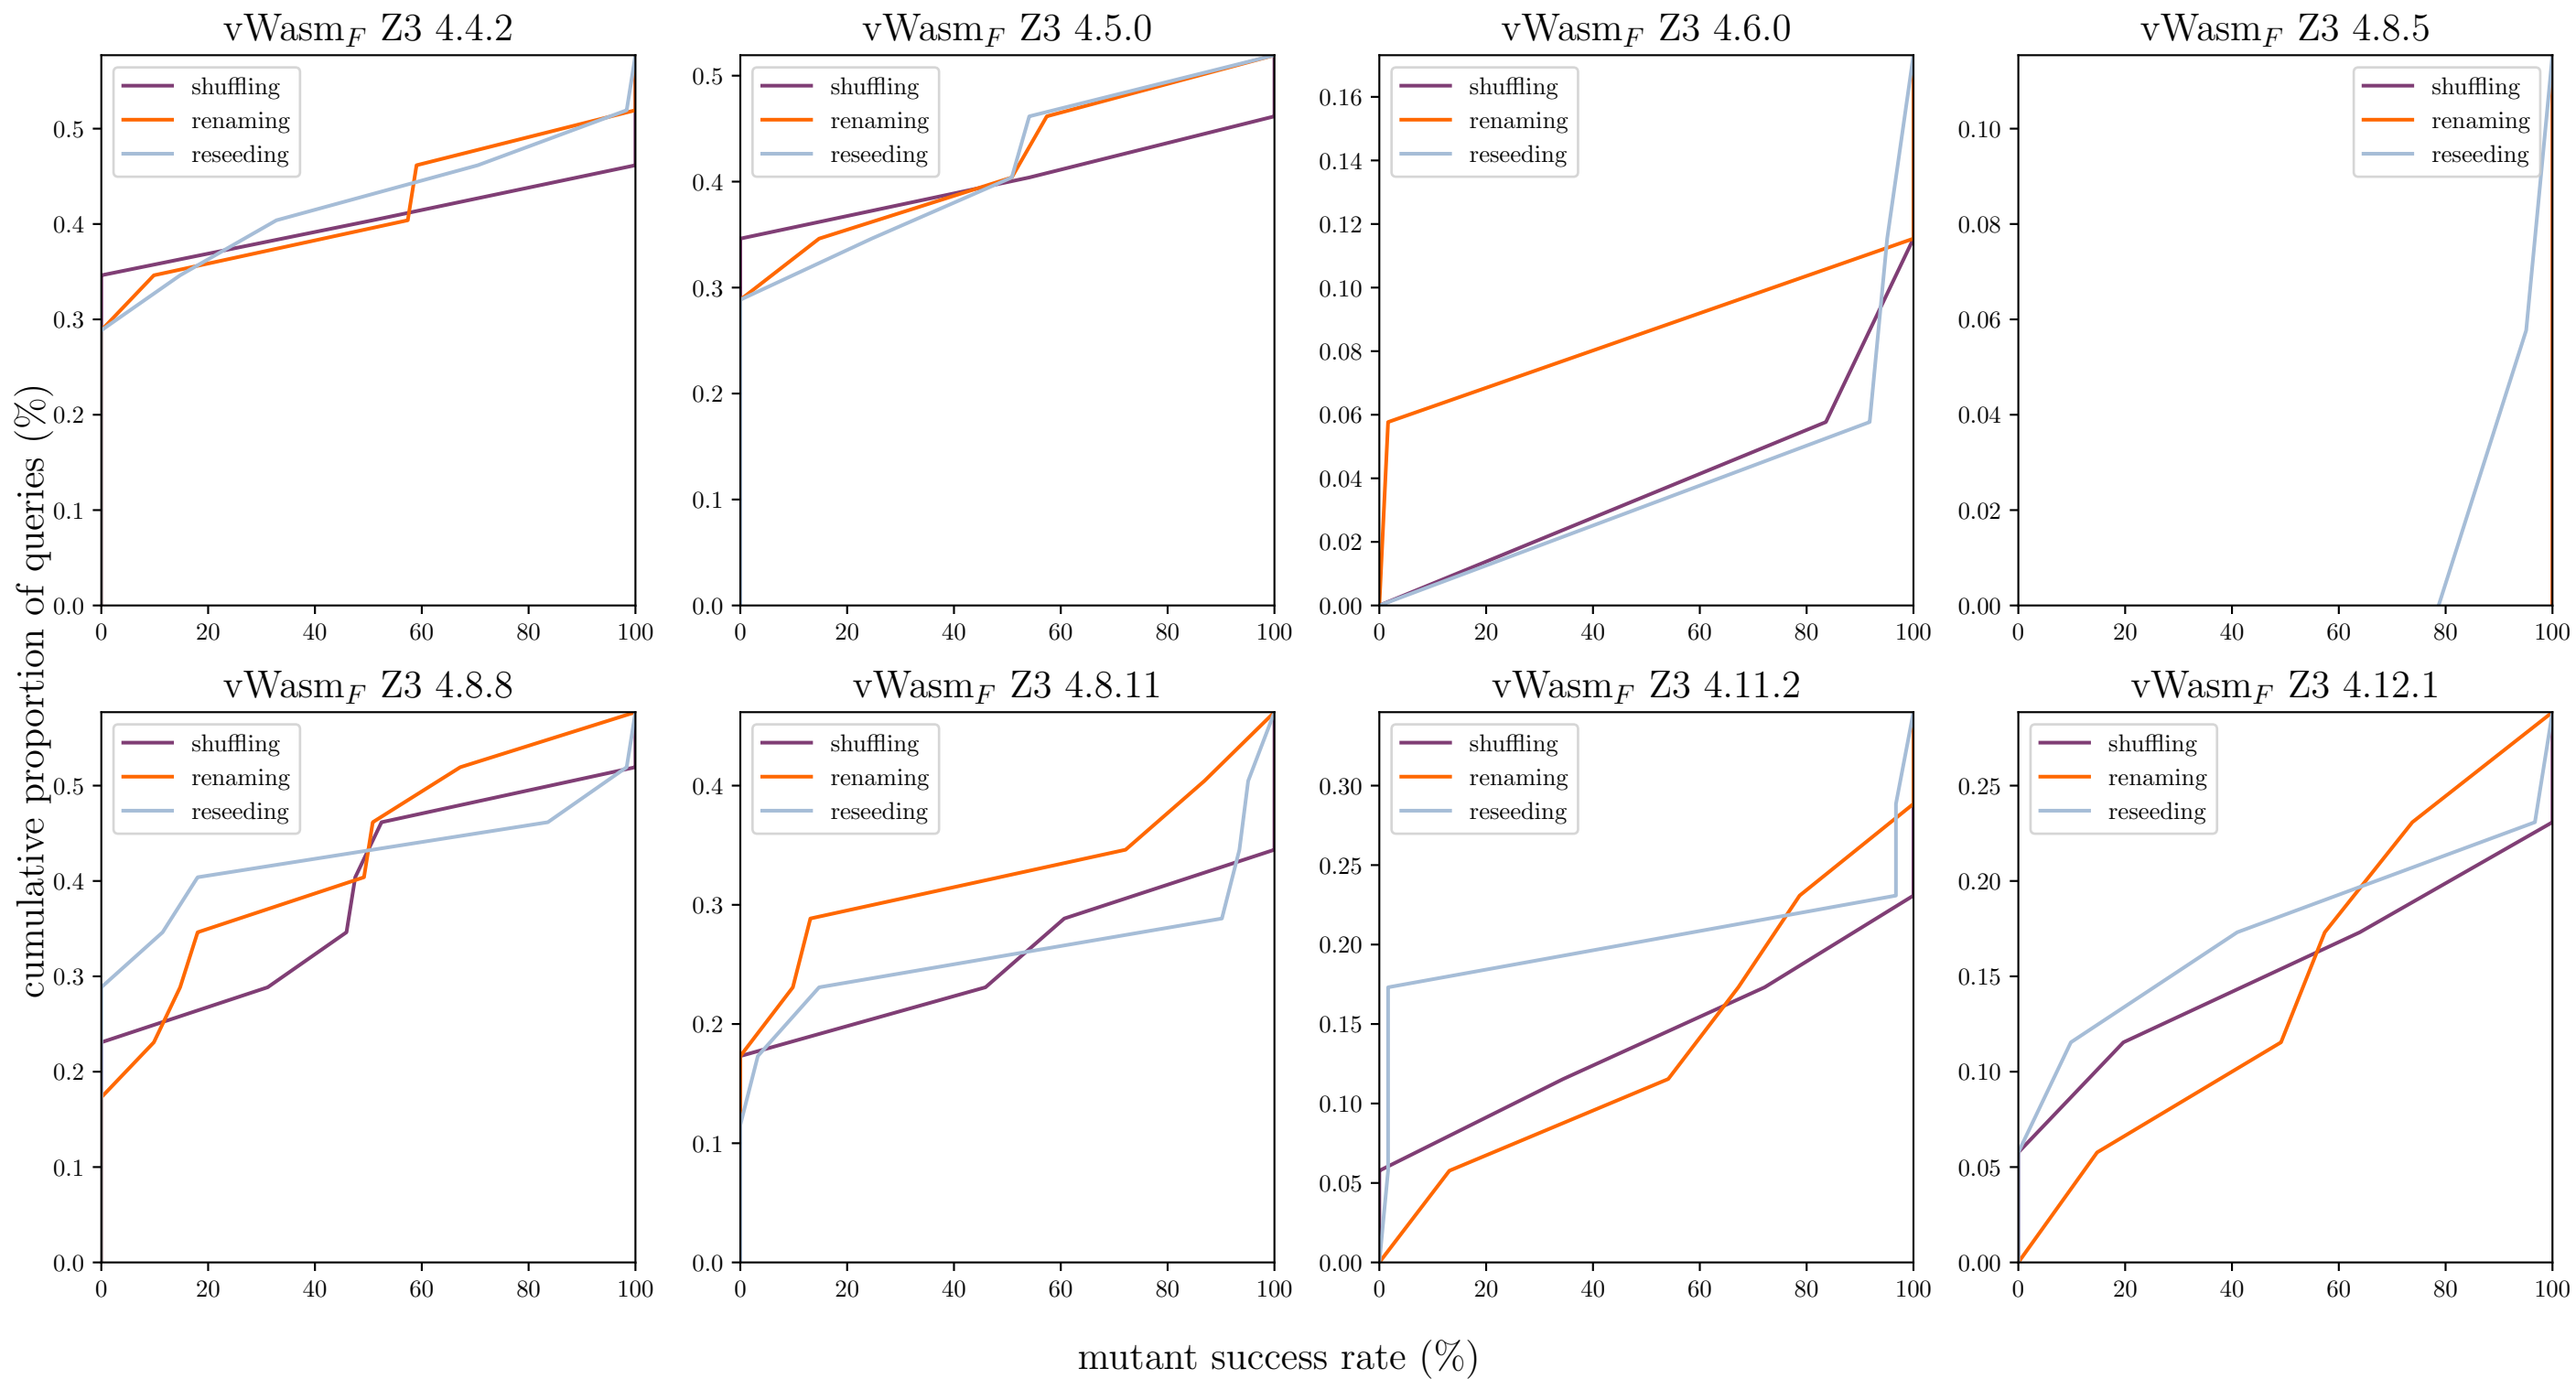 vWasm_F Z3 4.4.2
shuffling
renaming
reseeding
0.5
0.4
0.3
0.2
0.1
0.0
0 20 40 60 80 100
vWasm_F Z3 4.5.0
shuffling
renaming
reseeding
0.5
0.4
0.3
0.2
0.1
0.0
0 20 40 60 80 100
vWasm_F Z3 4.6.0
shuffling
renaming
reseeding
0.16
0.14
0.12
0.10
0.08
0.06
0.04
0.02
0.00
0 20 40 60 80 100
vWasm_F Z3 4.8.5
shuffling
renaming
reseeding
0.10
0.08
0.06
0.04
0.02
0.00
0 20 40 60 80 100
cumulative proportion of queries (%)
vWasm_F Z3 4.8.8
shuffling
renaming
reseeding
0.5
0.4
0.3
0.2
0.1
0.0
0 20 40 60 80 100
vWasm_F Z3 4.8.11
shuffling
renaming
reseeding
0.4
0.3
0.2
0.1
0.0
0 20 40 60 80 100
vWasm_F Z3 4.11.2
shuffling
renaming
reseeding
0.30
0.25
0.20
0.15
0.10
0.05
0.00
0 20 40 60 80 100
vWasm_F Z3 4.12.1
shuffling
renaming
reseeding
0.25
0.20
0.15
0.10
0.05
0.00
0 20 40 60 80 100
mutant success rate (%)